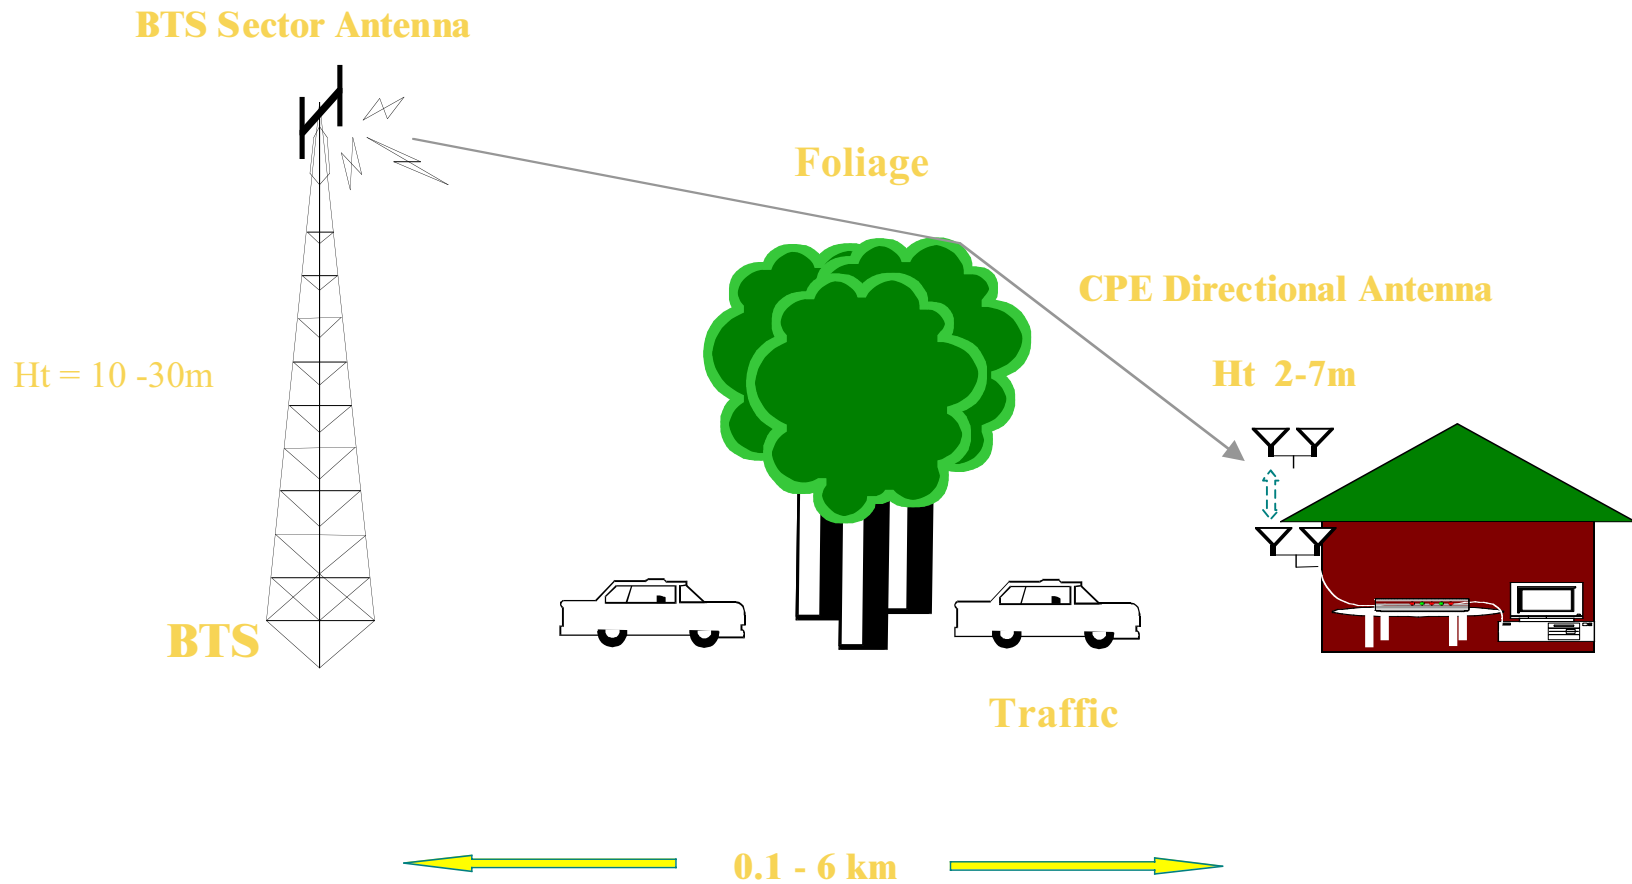 BTS Sector Antenna
Foliage
CPE Directional Antenna
Ht = 10 -30m
Ht 2-7m
BTS
Traffic
0.1 - 6 km